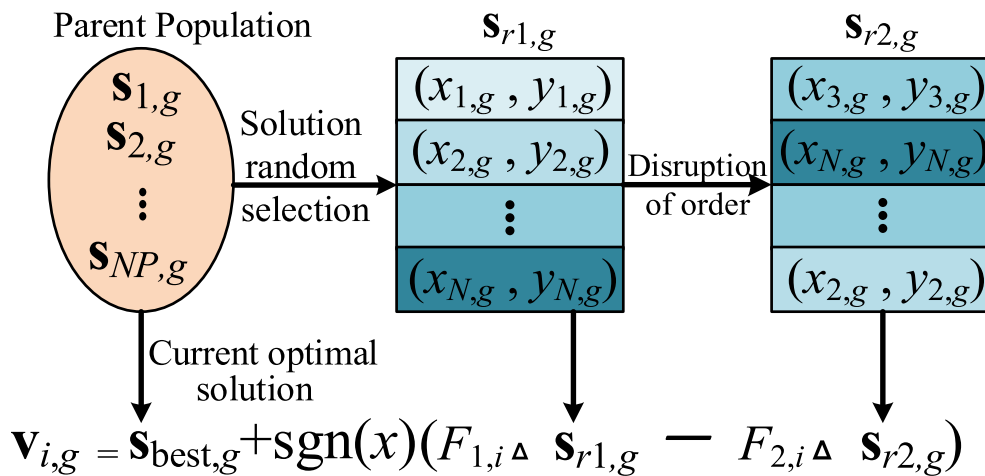 Parent Population
s1,g
s2,g
⋮
sNP,g
Solution
random
selection
sr1,g
(x1,g , y1,g)
(x2,g , y2,g)
⋮
(xN,g , yN,g)
Disruption
of order
sr2,g
(x3,g , y3,g)
(xN,g , yN,g)
⋮
(x2,g , y2,g)
Current optimal
solution
vi,g = sbest,g+sgn(x)(F1,i Δ sr1,g − F2,i Δ sr2,g)